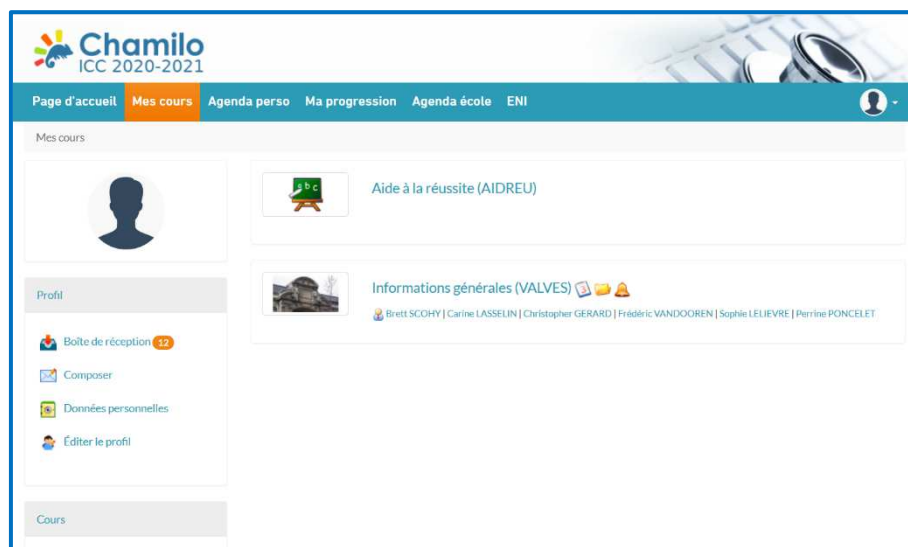 Chamilo
ICC 2020-2021
Page d'accueil Mes cours Agenda perso Ma progression Agenda école ENI
Mes cours
abc
Aide à la réussite (AIDREU)
Informations générales (VALVES)
Brett SCOHY | Carine LASSELIN | Christopher GERARD | Frédéric VANDOOREN | Sophie LELIEVRE | Perrine PONCELET
Profil
Boîte de réception 12
Composer
Données personnelles
Éditer le profil
Cours